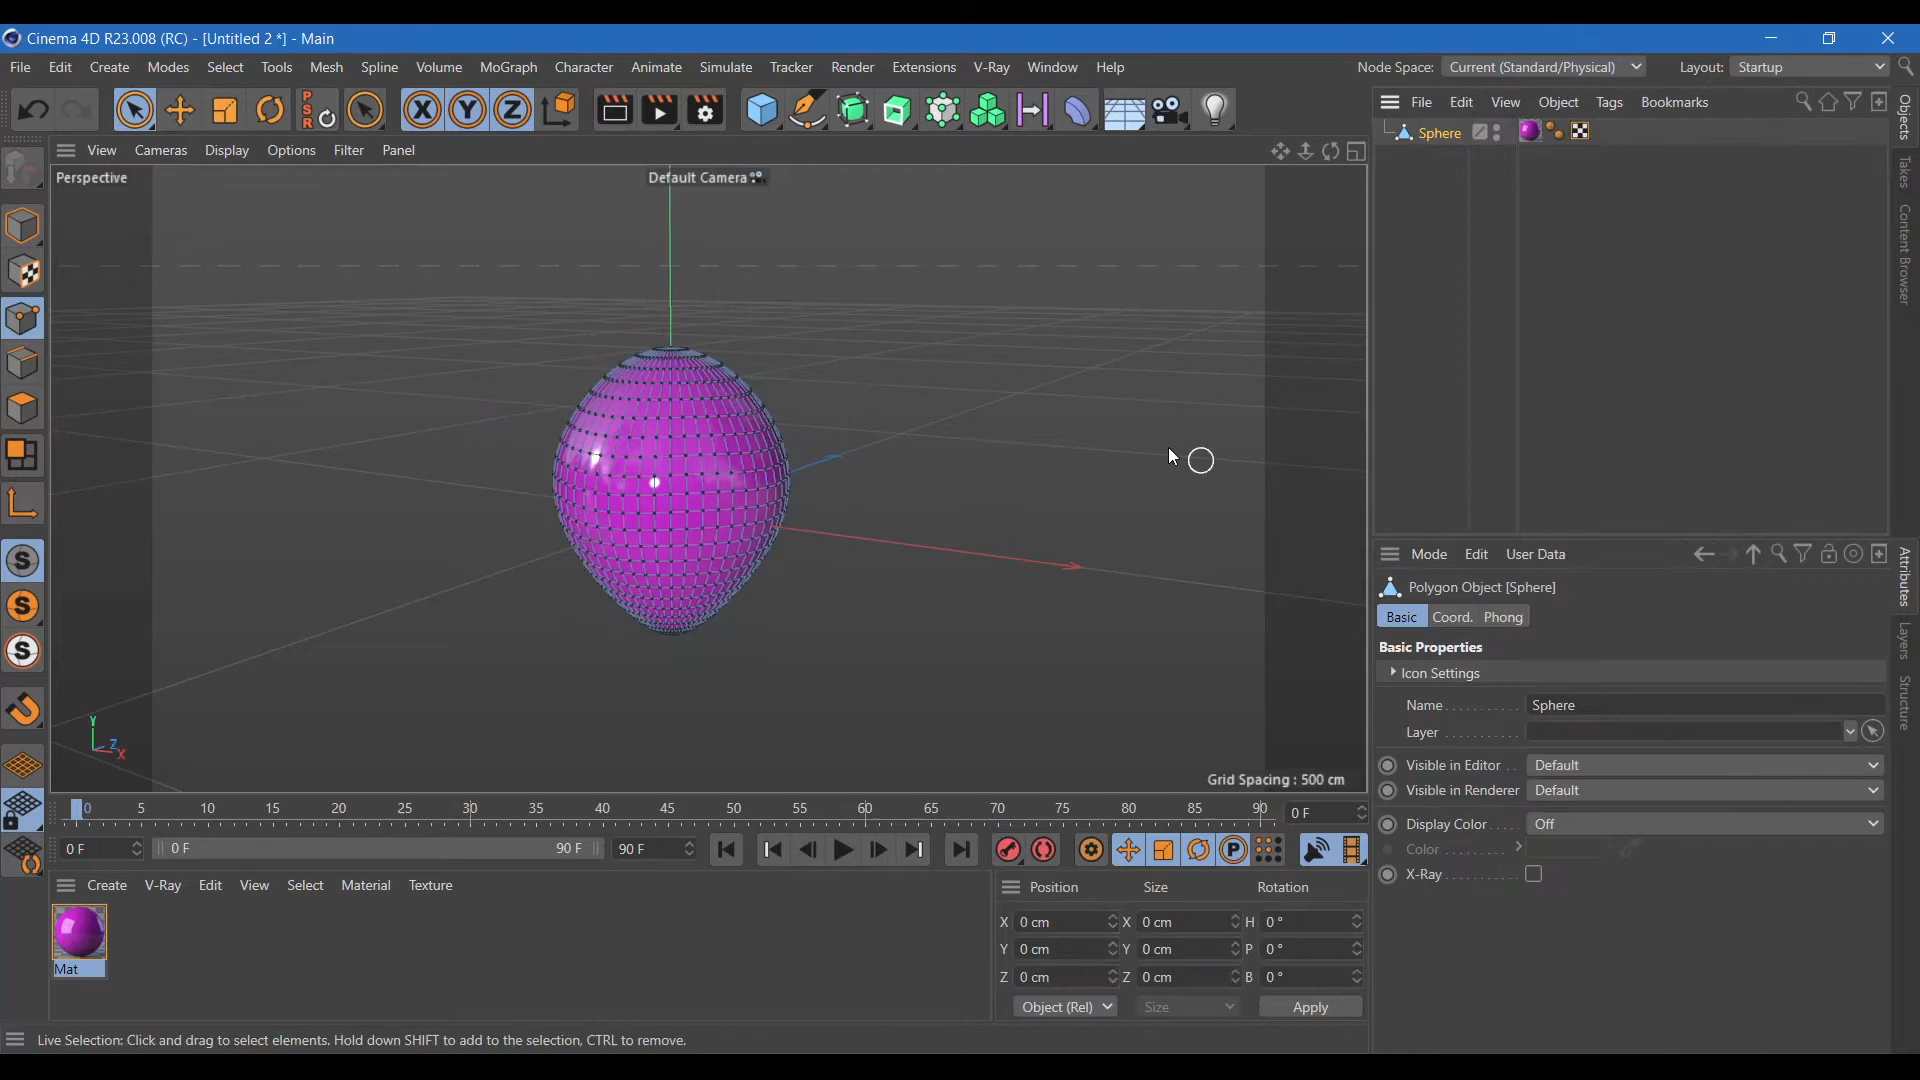 Cinema 4D R23.008 (RC) - [Untitled 2 *] - Main
File Edit Create Modes Select Tools Mesh Spline Volume MoGraph Character Animate Simulate Tracker Render Extensions V-Ray Window Help Node Space: Current (Standard/Physical) Layout: Startup
PSR X Y Z
File Edit View Object Tags Bookmarks
Sphere
View Cameras Display Options Filter Panel
Perspective
Default Camera
Objects
Takes
Content Browser
Mode Edit User Data
Polygon Object [Sphere]
Basic Coord. Phong
Basic Properties
Icon Settings
Name Sphere
Layer
Visible in Editor Default
Visible in Renderer Default
Display Color Off
Color
X-Ray
Attributes
Layers
Structure
S
S
S
Y
Z
X
Grid Spacing : 500 cm
0 5 10 15 20 25 30 35 40 45 50 55 60 65 70 75 80 85 90 0 F
0 F 0 F 90 F 90 F P
Create V-Ray Edit View Select Material Texture
Mat
Position Size Rotation
X 0 cm X 0 cm H 0 °
Y 0 cm Y 0 cm P 0 °
Z 0 cm Z 0 cm B 0 °
Object (Rel) Size Apply
Live Selection: Click and drag to select elements. Hold down SHIFT to add to the selection, CTRL to remove.